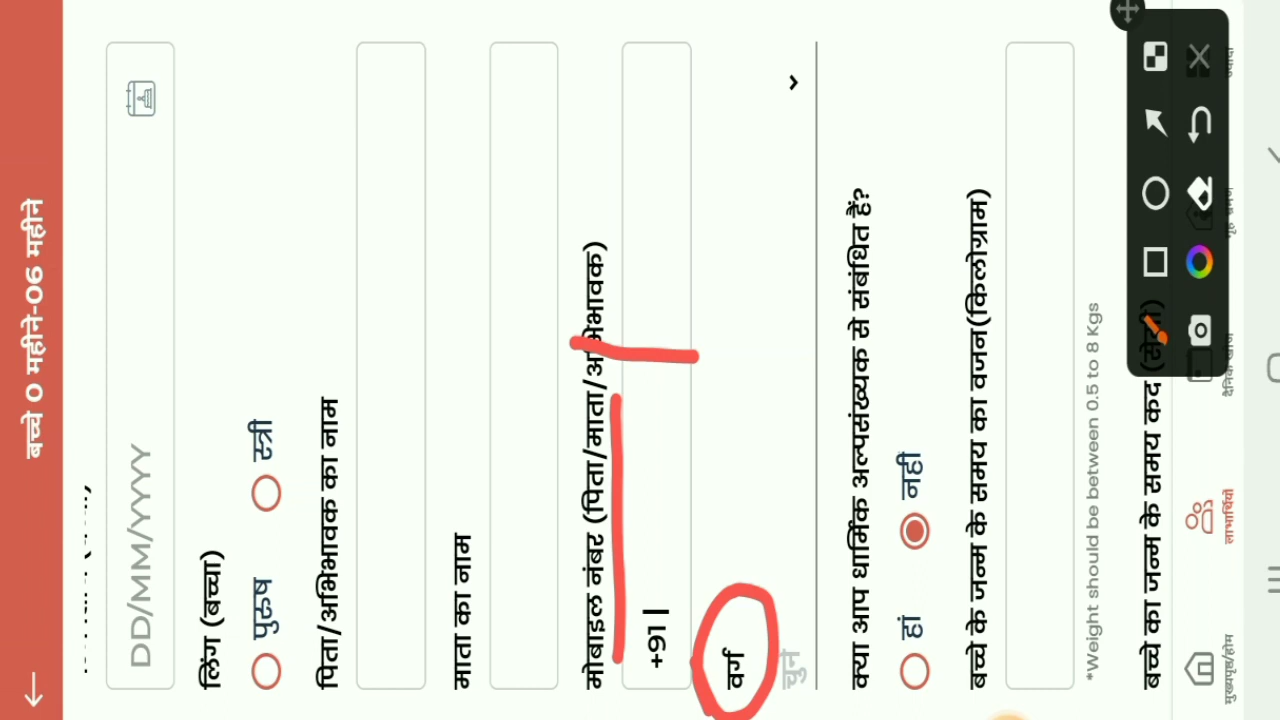 बच्चे 0 महीने-06 महीने
DD/MM/YYYY
लिंग (बच्चा)
पुरुष स्त्री
पिता/अभिभावक का नाम
माता का नाम
मोबाइल नंबर (पिता/माता/अभिभावक)
+91 |
वर्ग
चुने
क्या आप धार्मिक अल्पसंख्यक से संबंधित हैं?
हां नहीं
बच्चे के जन्म के समय का वजन(किलोग्राम)
*Weight should be between 0.5 to 8 Kgs
बच्चे का जन्म के समय कद
मुख्यपृष्ठ/होम लाभार्थियों